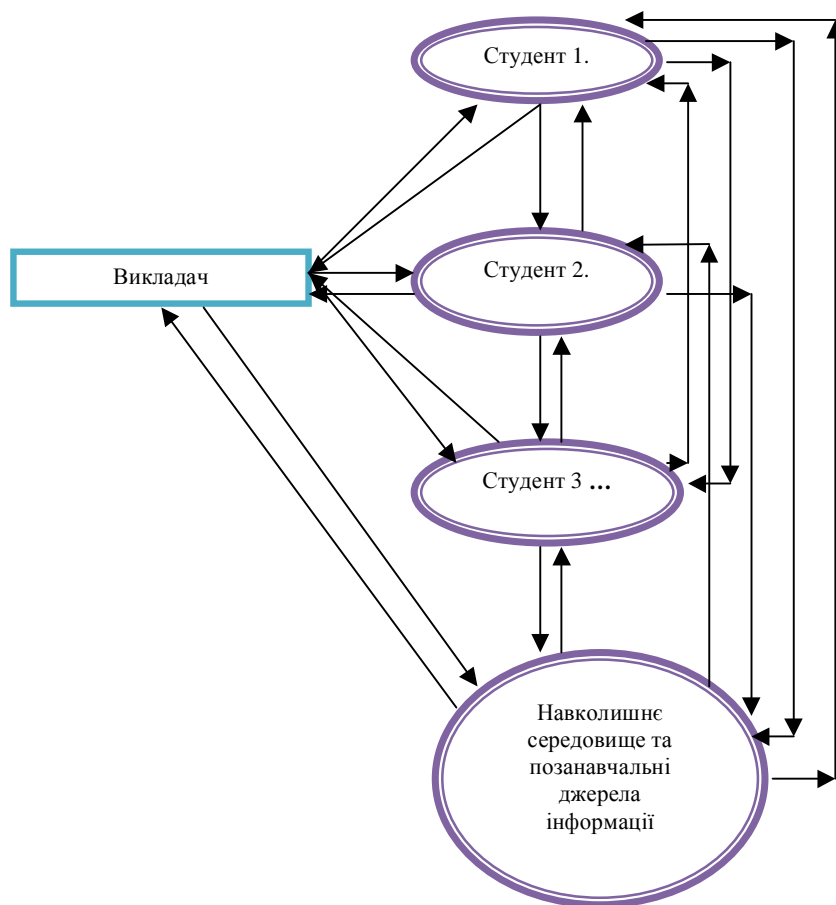 Студент 1.
Викладач
Студент 2.
Студент 3 ...
Навколишнє
середовище та
позанавчальні
джерела
інформації